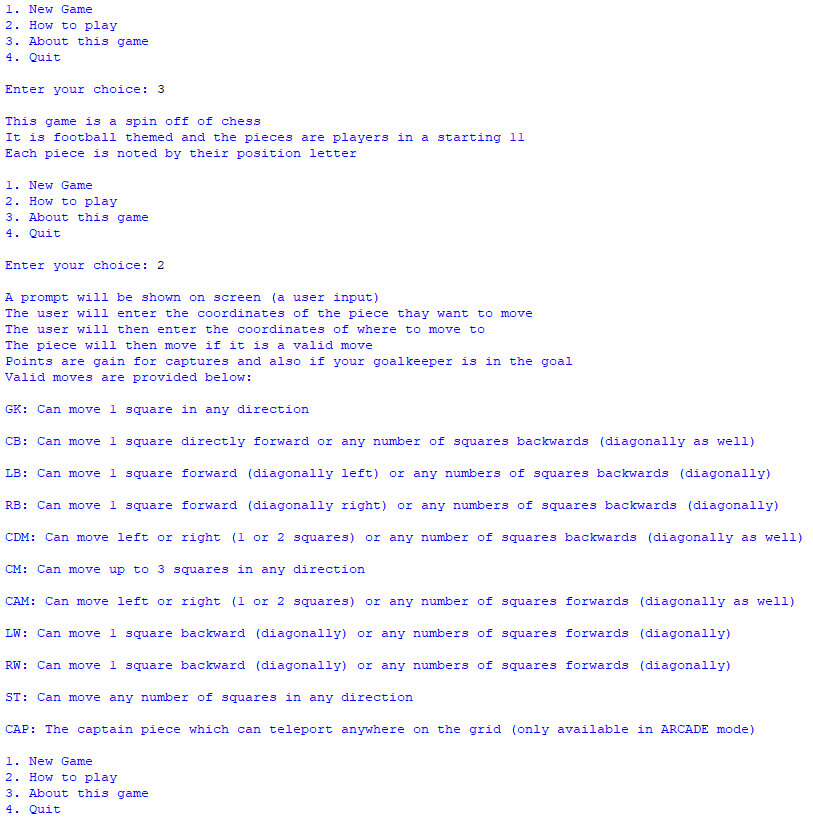 1. New Game
2. How to play
3. About this game
4. Quit
Enter your choice: 3
This game is a spin off of chess
It is football themed and the pieces are players in a starting 11
Each piece is noted by their position letter
1. New Game
2. How to play
3. About this game
4. Quit
Enter your choice: 2
A prompt will be shown on screen (a user input)
The user will enter the coordinates of the piece thay want to move
The user will then enter the coordinates of where to move to
The piece will then move if it is a valid move
Points are gain for captures and also if your goalkeeper is in the goal
Valid moves are provided below:
GK: Can move 1 square in any direction
CB: Can move 1 square directly forward or any number of squares backwards (diagonally as well)
LB: Can move 1 square forward (diagonally left) or any numbers of squares backwards (diagonally)
RB: Can move 1 square forward (diagonally right) or any numbers of squares backwards (diagonally)
CDM: Can move left or right (1 or 2 squares) or any number of squares backwards (diagonally as well)
CM: Can move up to 3 squares in any direction
CAM: Can move left or right (1 or 2 squares) or any number of squares forwards (diagonally as well)
LW: Can move 1 square backward (diagonally) or any numbers of squares forwards (diagonally)
RW: Can move 1 square backward (diagonally) or any numbers of squares forwards (diagonally)
ST: Can move any number of squares in any direction
CAP: The captain piece which can teleport anywhere on the grid (only available in ARCADE mode)
1. New Game
2. How to play
3. About this game
4. Quit